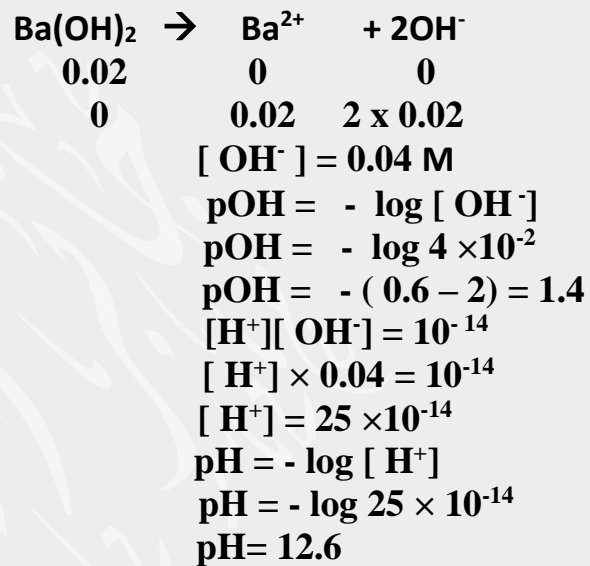 Ba(OH)₂ → Ba²⁺ + 2OH⁻
0.02 0 0
0 0.02 2 x 0.02
[ OH⁻ ] = 0.04 M
pOH = - log [ OH⁻]
pOH = - log 4 ×10⁻²
pOH = - ( 0.6 – 2) = 1.4
[H⁺][ OH⁻] = 10⁻ ¹⁴
[ H⁺] × 0.04 = 10⁻¹⁴
[ H⁺] = 25 ×10⁻¹⁴
pH = - log [ H⁺]
pH = - log 25 × 10⁻¹⁴
pH= 12.6